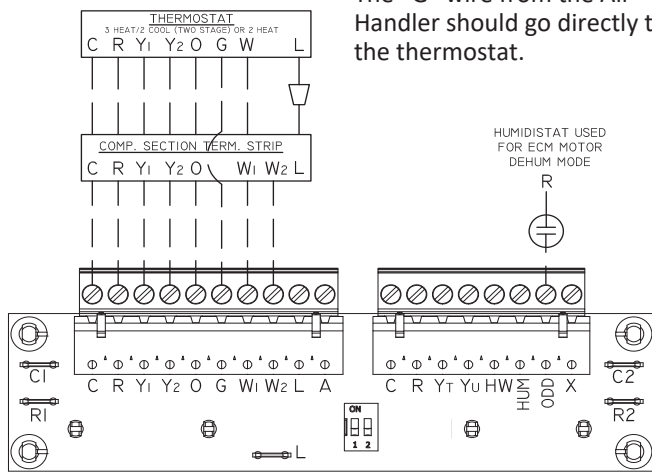 The "G" wire from the Air
Handler should go directly t
the thermostat.
THERMOSTAT
3 HEAT/2 COOL (TWO STAGE) OR 2 HEAT
C R Y1 Y2 O G W L
COMP. SECTION TERM. STRIP
C R Y1 Y2 O W1 W2 L
HUMIDISTAT USED
FOR ECM MOTOR
DEHUM MODE
R
C R Y1 Y2 O G W1 W2 L A
C R YT YU HW HUM ODD X
C1
R1
C2
R2
ON
1 2
L